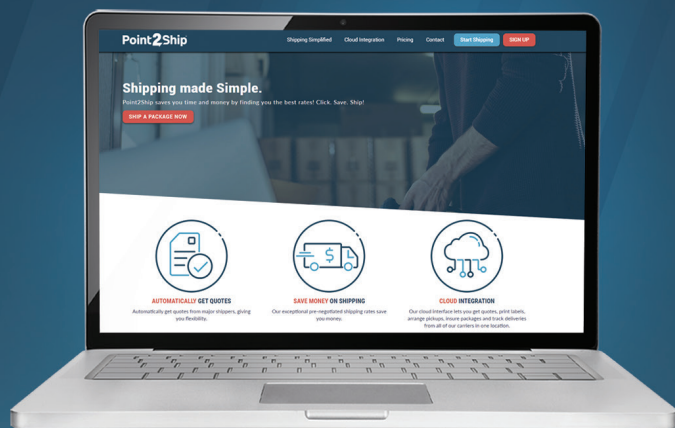 Point2Ship
Shipping Simplified Cloud Integration Pricing Contact Start Shipping SIGN UP
Shipping made Simple.
Point2Ship saves you time and money by finding you the best rates! Click. Save. Ship!
SHIP A PACKAGE NOW
$
AUTOMATICALLY GET QUOTES
Automatically get quotes from major shippers, giving
you flexibility.
SAVE MONEY ON SHIPPING
Our exceptional pre-negotiated shipping rates save
you money.
CLOUD INTEGRATION
Our cloud interface lets you get quotes, print labels,
arrange pickups, insure packages and track deliveries
from all of our carriers in one location.